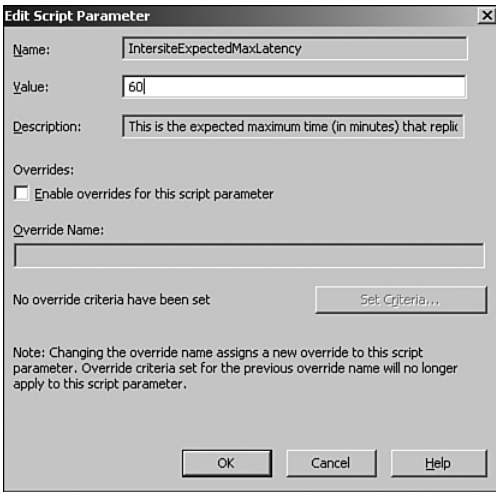 Edit Script Parameter
Name:
IntersiteExpectedMaxLatency
Value:
60
Description:
This is the expected maximum time (in minutes) that replic
Overrides:
Enable overrides for this script parameter
Override Name:
No override criteria have been set
Set Criteria...
Note: Changing the override name assigns a new override to this script
parameter. Override criteria set for the previous override name will no longer
apply to this script parameter.
OK
Cancel
Help